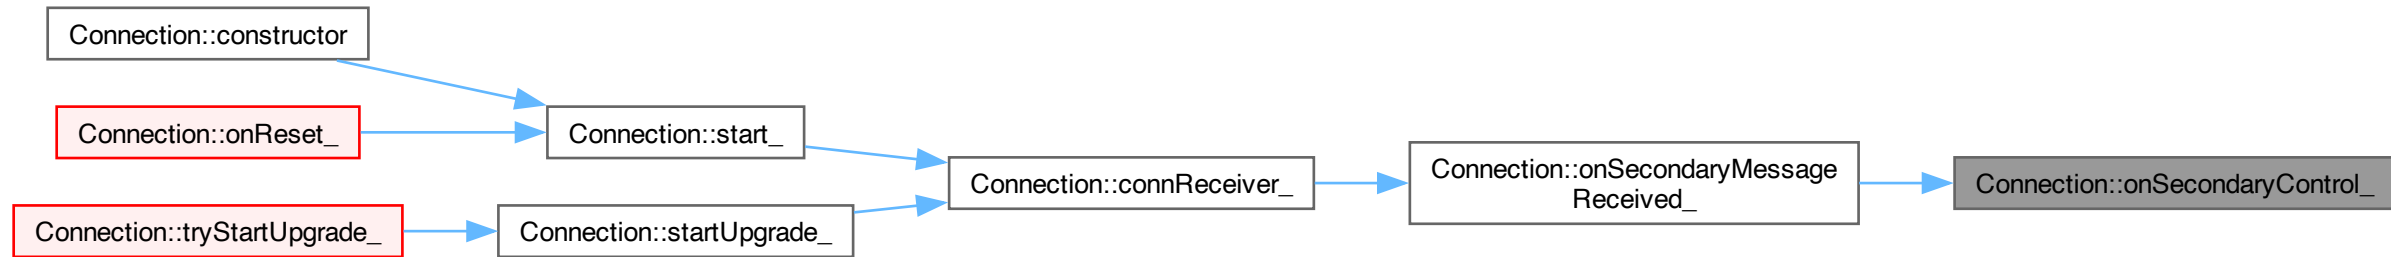 Connection::constructor
Connection::onReset_
Connection::start_
Connection::tryStartUpgrade_
Connection::startUpgrade_
Connection::connReceiver_
Connection::onSecondaryMessage
Received_
Connection::onSecondaryControl_